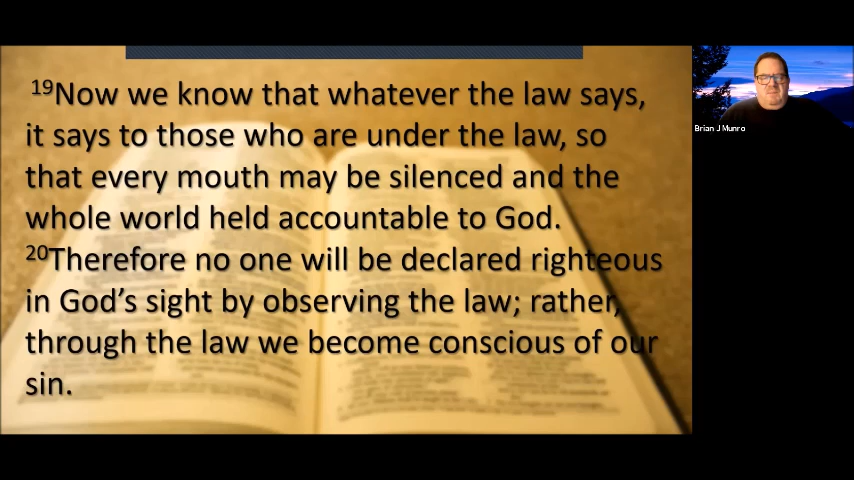 19Now we know that whatever the law says,
it says to those who are under the law, so
that every mouth may be silenced and the
whole world held accountable to God.
20Therefore no one will be declared righteous
in God’s sight by observing the law; rather,
through the law we become conscious of our
sin.
Brian J Munro